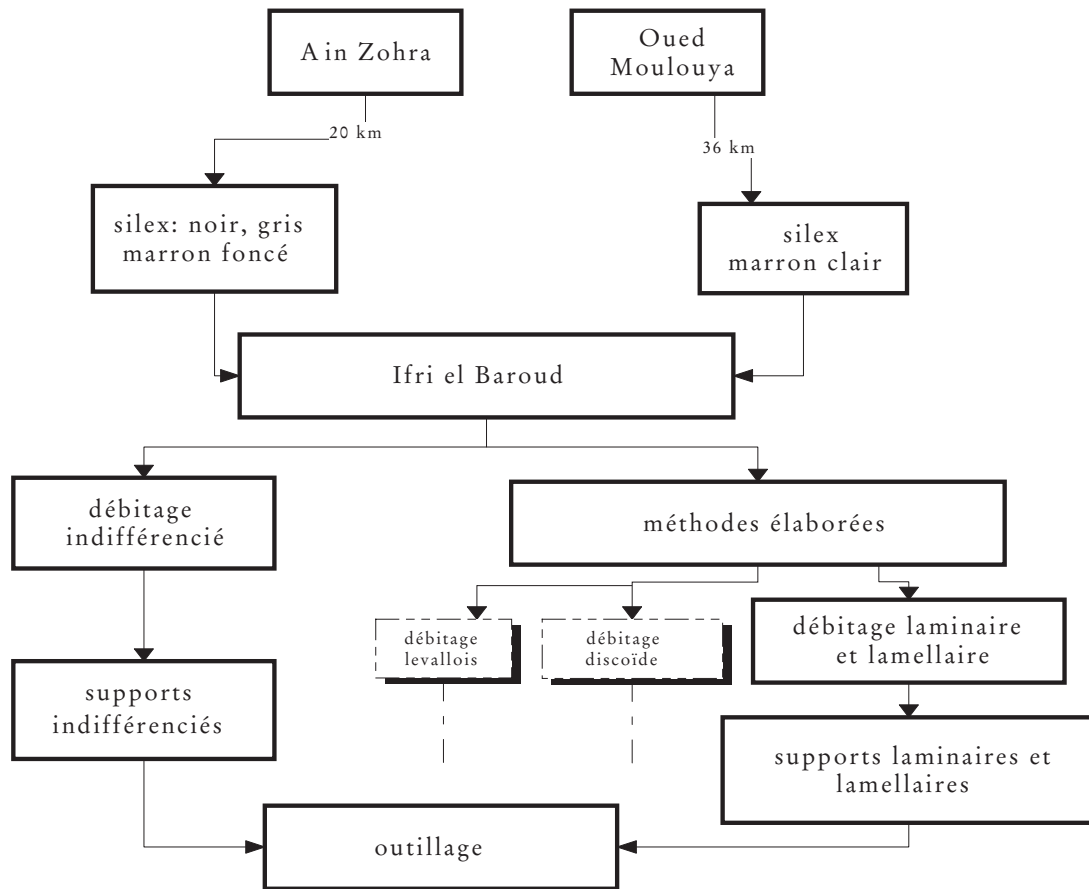 Ain Zohra
Oued
Moulouya
20 km
36 km
silex: noir, gris
marron foncé
silex
marron clair
Ifri el Baroud
débitage
indifférencié
méthodes élaborées
débitage
levallois
débitage
discoïde
débitage laminaire
et lamellaire
supports
indifférenciés
supports laminaires et
lamellaires
outillage